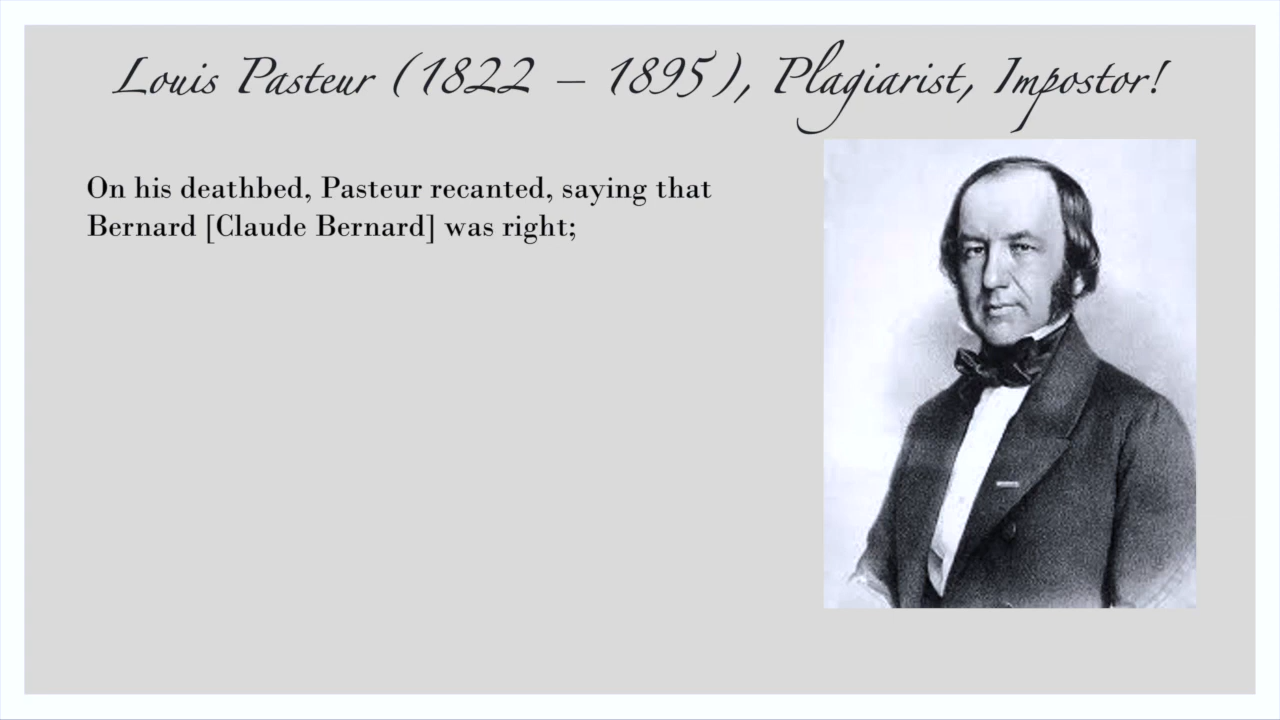 Louis Pasteur (1822 – 1895), Plagiarist, Impostor!
On his deathbed, Pasteur recanted, saying that
Bernard [Claude Bernard] was right;